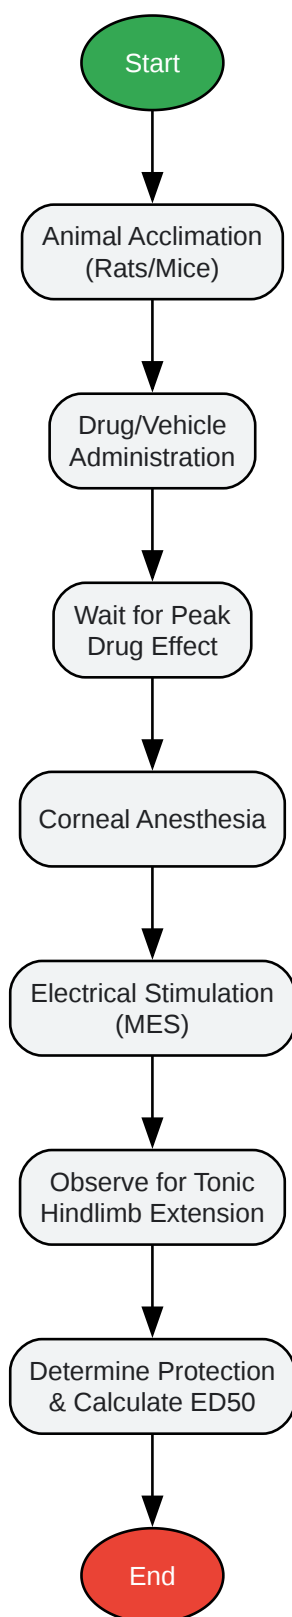 Start
Animal Acclimation
(Rats/Mice)
Drug/Vehicle
Administration
Wait for Peak
Drug Effect
Corneal Anesthesia
Electrical Stimulation
(MES)
Observe for Tonic
Hindlimb Extension
Determine Protection
& Calculate ED50
End